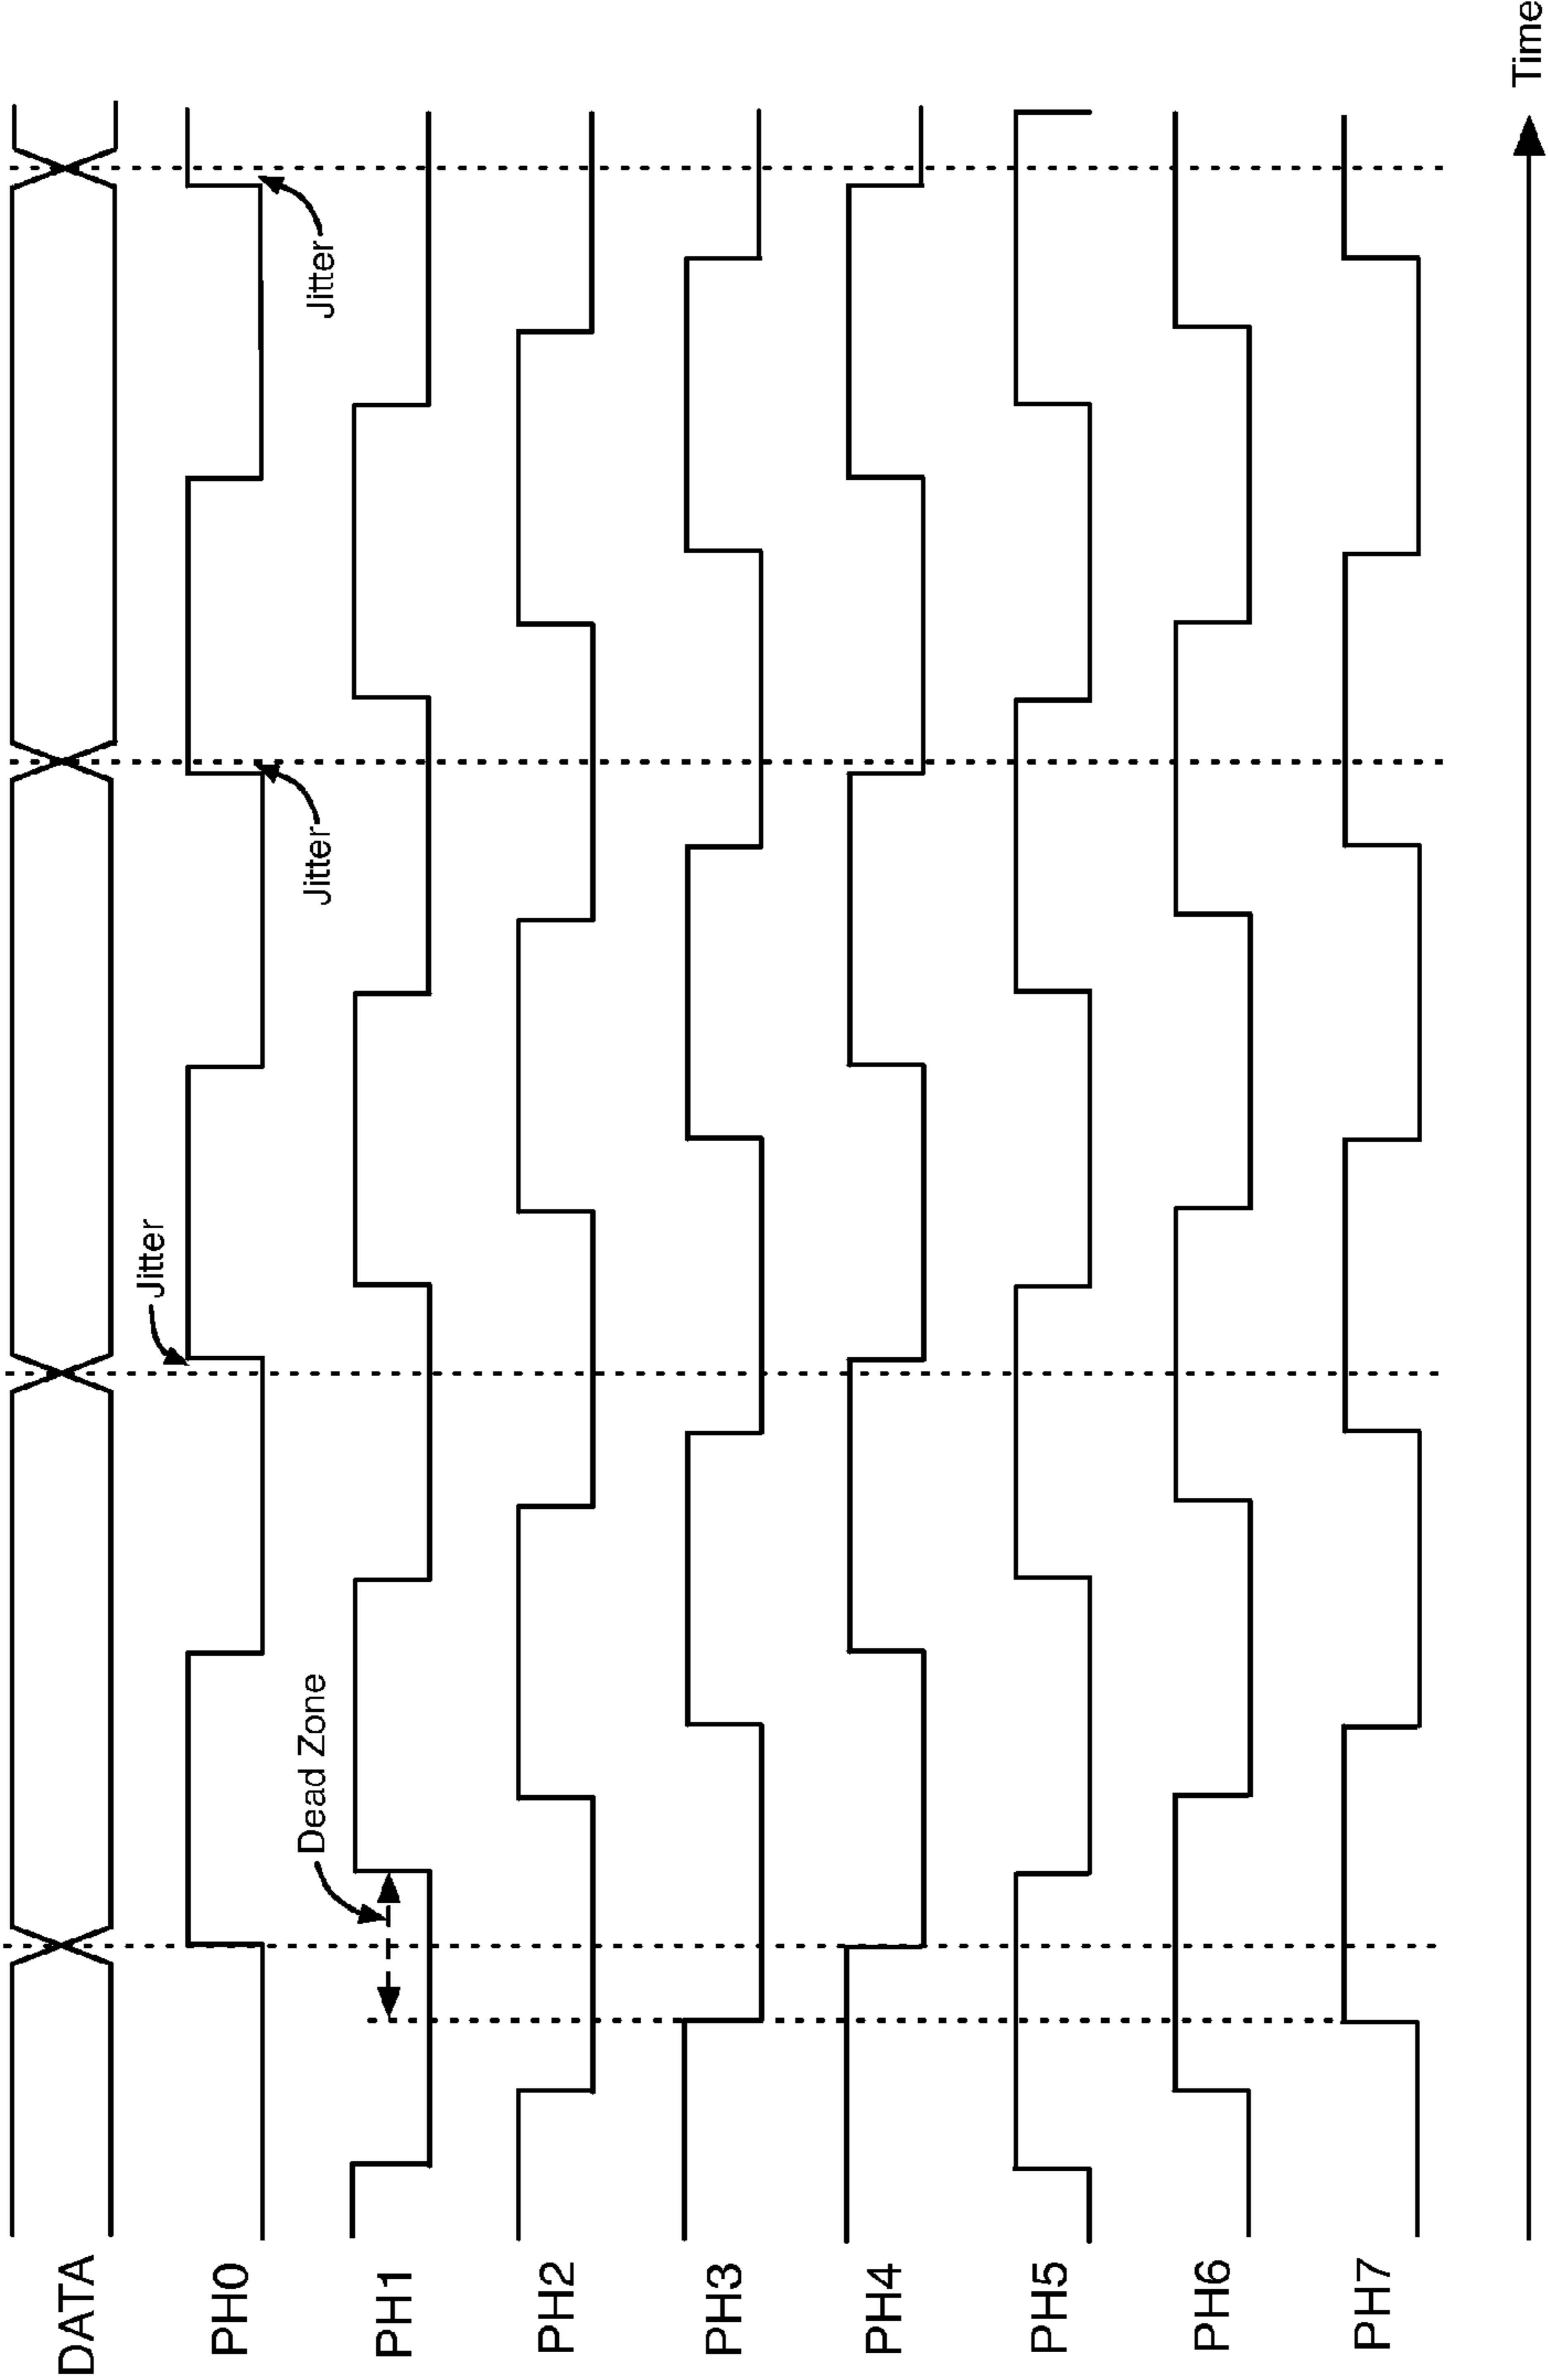 DATA
PH0
Jitter
Jitter
Jitter
PH1
Dead Zone
PH2
PH3
PH4
PH5
PH6
PH7
Time